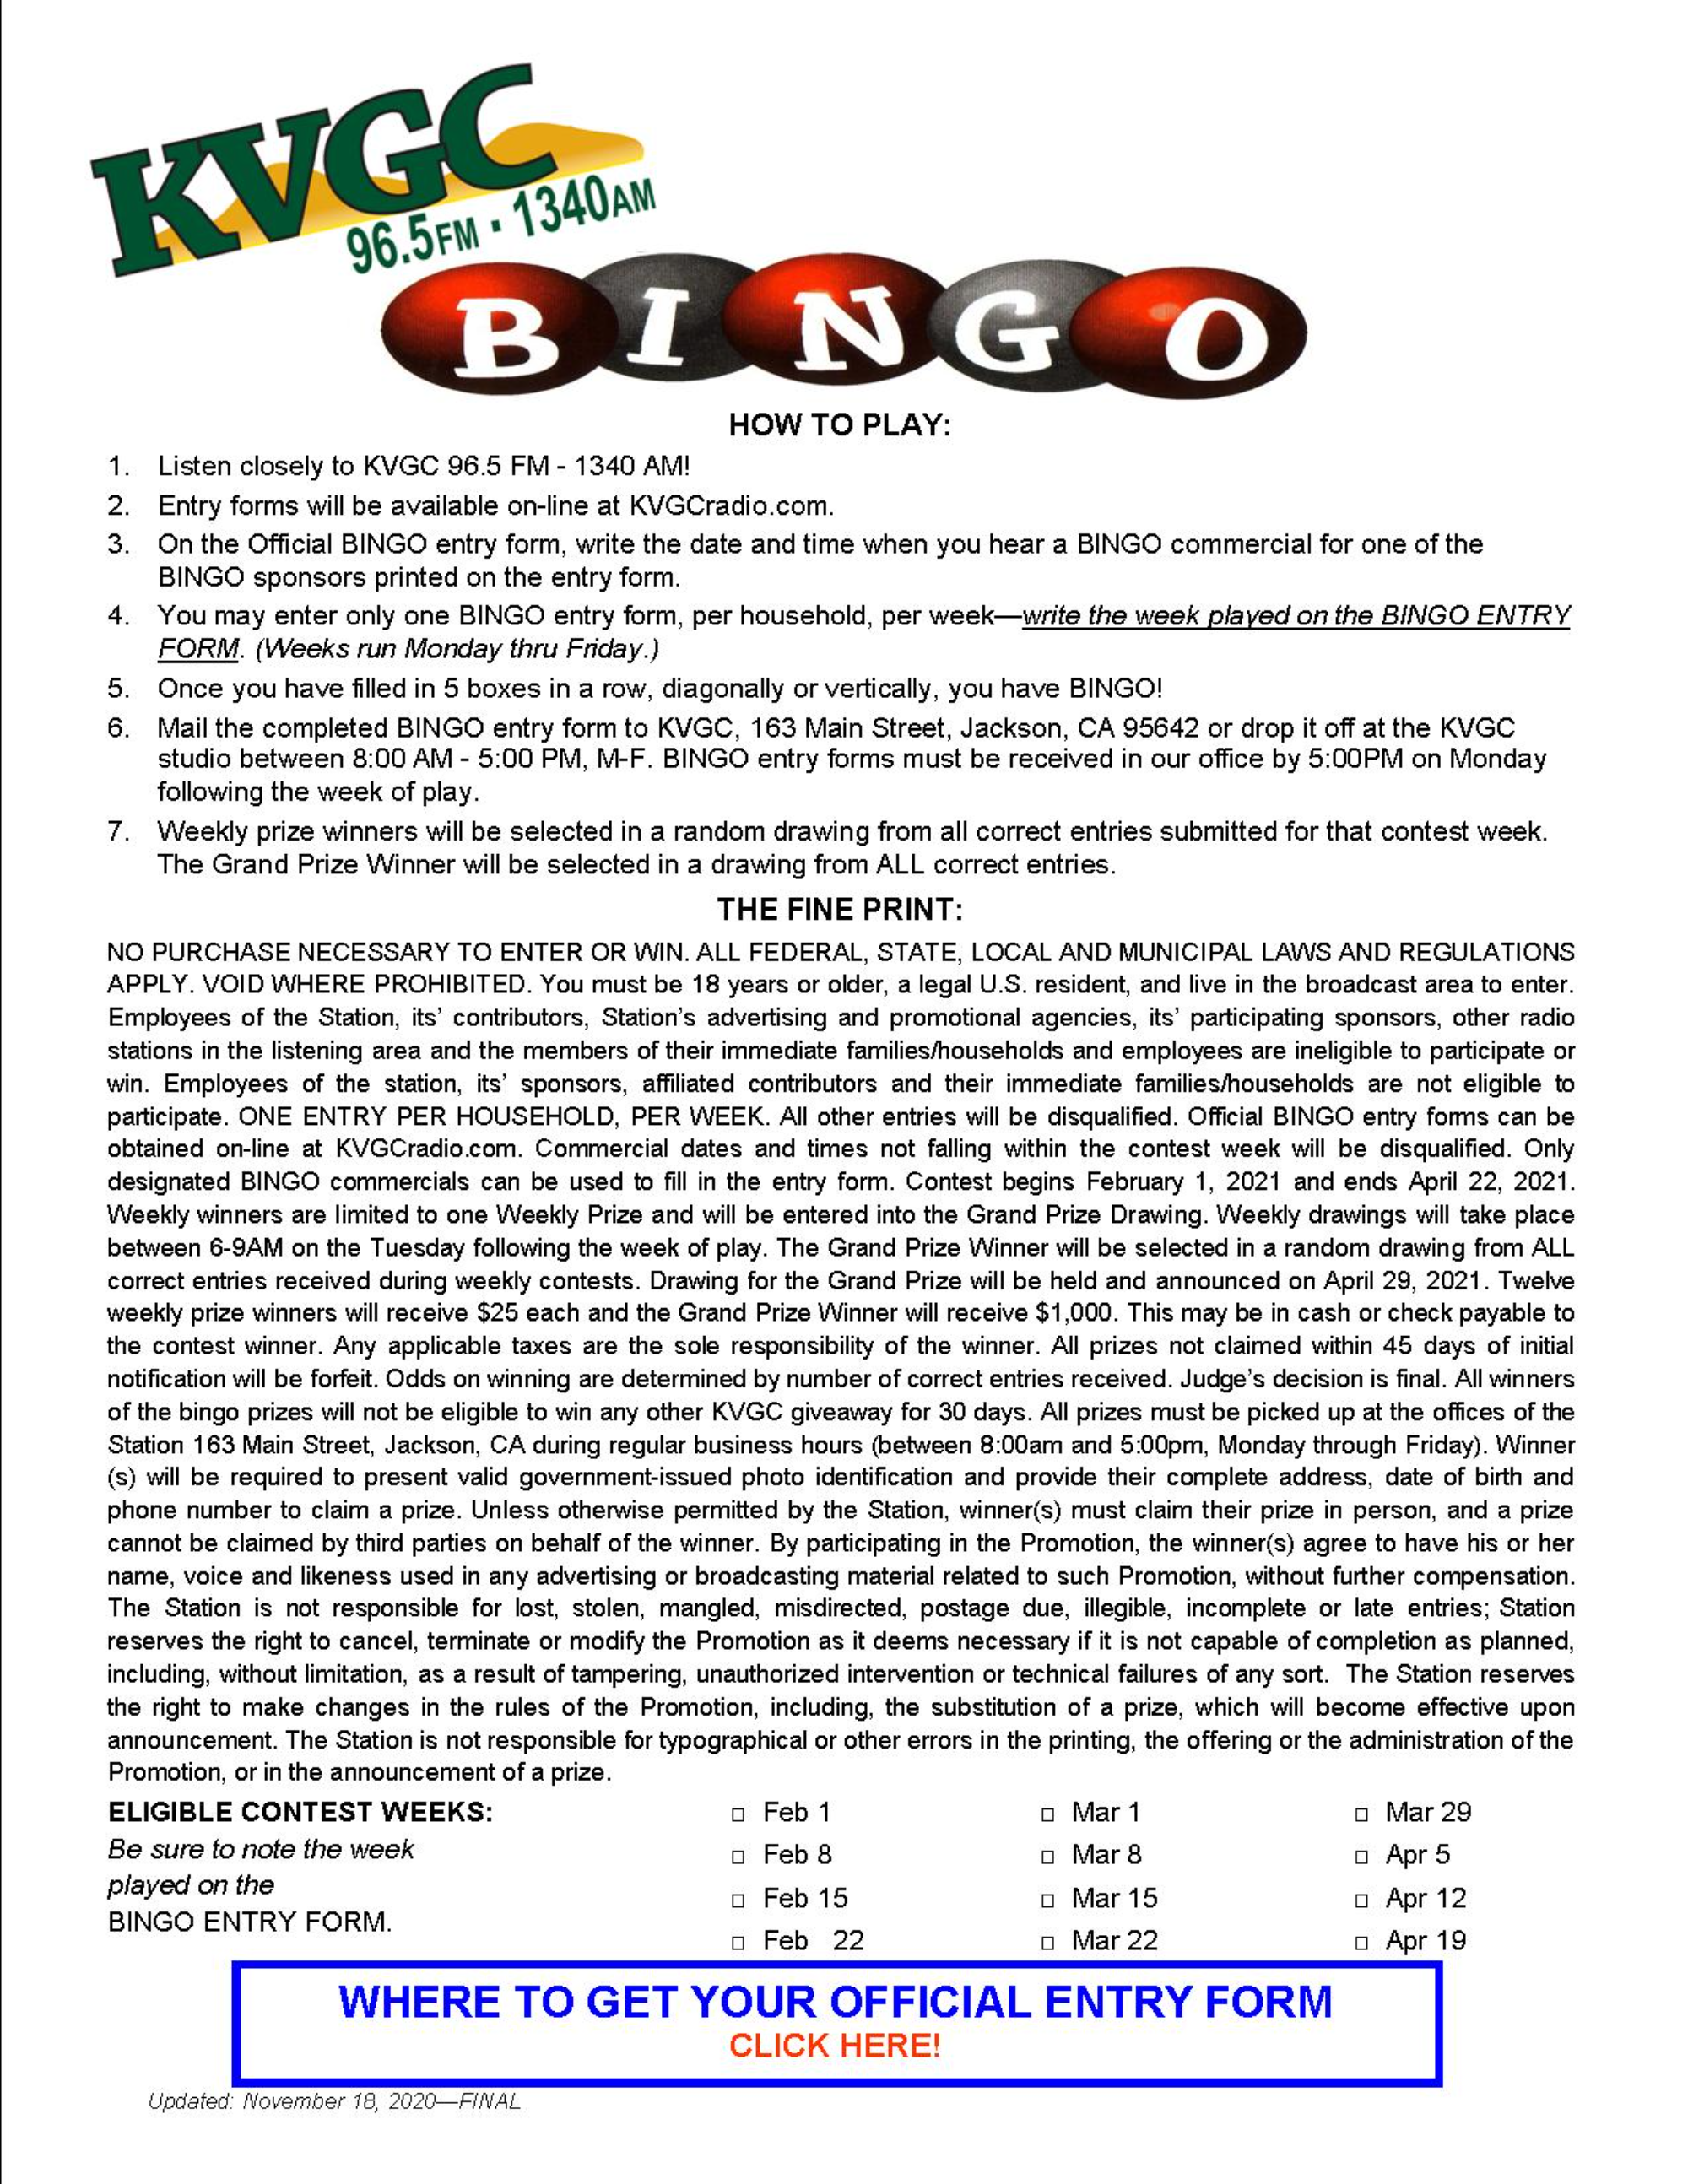 KVGC
96.5FM · 1340AM
BINGO
HOW TO PLAY:
1. Listen closely to KVGC 96.5 FM - 1340 AM!
2. Entry forms will be available on-line at KVGCradio.com.
3. On the Official BINGO entry form, write the date and time when you hear a BINGO commercial for one of the
BINGO sponsors printed on the entry form.
4. You may enter only one BINGO entry form, per household, per week—write the week played on the BINGO ENTRY
FORM. (Weeks run Monday thru Friday.)
5. Once you have filled in 5 boxes in a row, diagonally or vertically, you have BINGO!
6. Mail the completed BINGO entry form to KVGC, 163 Main Street, Jackson, CA 95642 or drop it off at the KVGC
studio between 8:00 AM - 5:00 PM, M-F. BINGO entry forms must be received in our office by 5:00PM on Monday
following the week of play.
7. Weekly prize winners will be selected in a random drawing from all correct entries submitted for that contest week.
The Grand Prize Winner will be selected in a drawing from ALL correct entries.
THE FINE PRINT:
NO PURCHASE NECESSARY TO ENTER OR WIN. ALL FEDERAL, STATE, LOCAL AND MUNICIPAL LAWS AND REGULATIONS
APPLY. VOID WHERE PROHIBITED. You must be 18 years or older, a legal U.S. resident, and live in the broadcast area to enter.
Employees of the Station, its’ contributors, Station’s advertising and promotional agencies, its’ participating sponsors, other radio
stations in the listening area and the members of their immediate families/households and employees are ineligible to participate or
win. Employees of the station, its’ sponsors, affiliated contributors and their immediate families/households are not eligible to
participate. ONE ENTRY PER HOUSEHOLD, PER WEEK. All other entries will be disqualified. Official BINGO entry forms can be
obtained on-line at KVGCradio.com. Commercial dates and times not falling within the contest week will be disqualified. Only
designated BINGO commercials can be used to fill in the entry form. Contest begins February 1, 2021 and ends April 22, 2021.
Weekly winners are limited to one Weekly Prize and will be entered into the Grand Prize Drawing. Weekly drawings will take place
between 6-9AM on the Tuesday following the week of play. The Grand Prize Winner will be selected in a random drawing from ALL
correct entries received during weekly contests. Drawing for the Grand Prize will be held and announced on April 29, 2021. Twelve
weekly prize winners will receive $25 each and the Grand Prize Winner will receive $1,000. This may be in cash or check payable to
the contest winner. Any applicable taxes are the sole responsibility of the winner. All prizes not claimed within 45 days of initial
notification will be forfeit. Odds on winning are determined by number of correct entries received. Judge’s decision is final. All winners
of the bingo prizes will not be eligible to win any other KVGC giveaway for 30 days. All prizes must be picked up at the offices of the
Station 163 Main Street, Jackson, CA during regular business hours (between 8:00am and 5:00pm, Monday through Friday). Winner
(s) will be required to present valid government-issued photo identification and provide their complete address, date of birth and
phone number to claim a prize. Unless otherwise permitted by the Station, winner(s) must claim their prize in person, and a prize
cannot be claimed by third parties on behalf of the winner. By participating in the Promotion, the winner(s) agree to have his or her
name, voice and likeness used in any advertising or broadcasting material related to such Promotion, without further compensation.
The Station is not responsible for lost, stolen, mangled, misdirected, postage due, illegible, incomplete or late entries; Station
reserves the right to cancel, terminate or modify the Promotion as it deems necessary if it is not capable of completion as planned,
including, without limitation, as a result of tampering, unauthorized intervention or technical failures of any sort. The Station reserves
the right to make changes in the rules of the Promotion, including, the substitution of a prize, which will become effective upon
announcement. The Station is not responsible for typographical or other errors in the printing, the offering or the administration of the
Promotion, or in the announcement of a prize.
ELIGIBLE CONTEST WEEKS:
Be sure to note the week
played on the
BINGO ENTRY FORM.
□ Feb 1
□ Feb 8
□ Feb 15
□ Feb 22
□ Mar 1
□ Mar 8
□ Mar 15
□ Mar 22
□ Mar 29
□ Apr 5
□ Apr 12
□ Apr 19
WHERE TO GET YOUR OFFICIAL ENTRY FORM
CLICK HERE!
Updated: November 18, 2020—FINAL